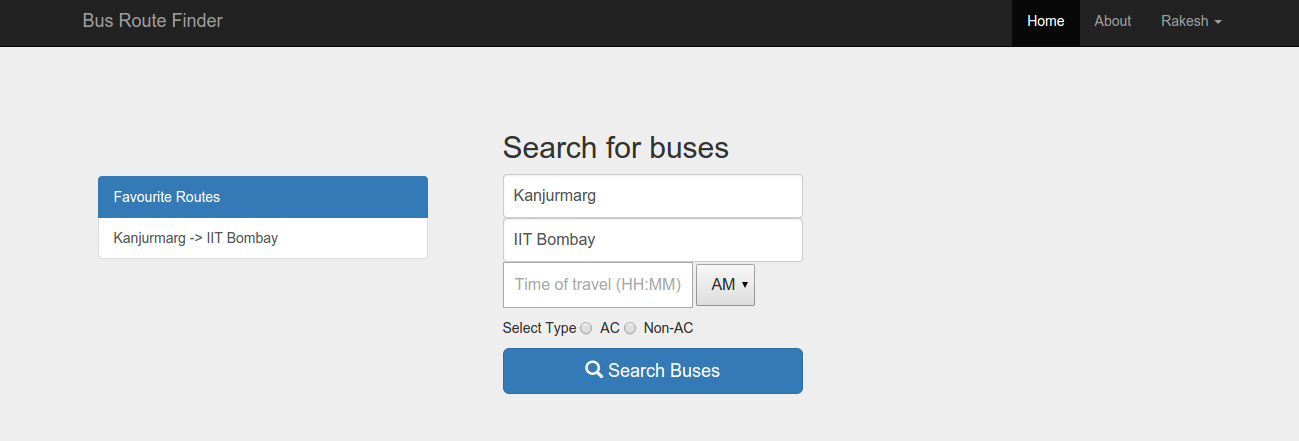 Bus Route Finder Home About Rakesh
Search for buses
Favourite Routes
Kanjurmarg -> IIT Bombay
Kanjurmarg
IIT Bombay
Time of travel (HH:MM) AM
Select Type AC Non-AC
Search Buses